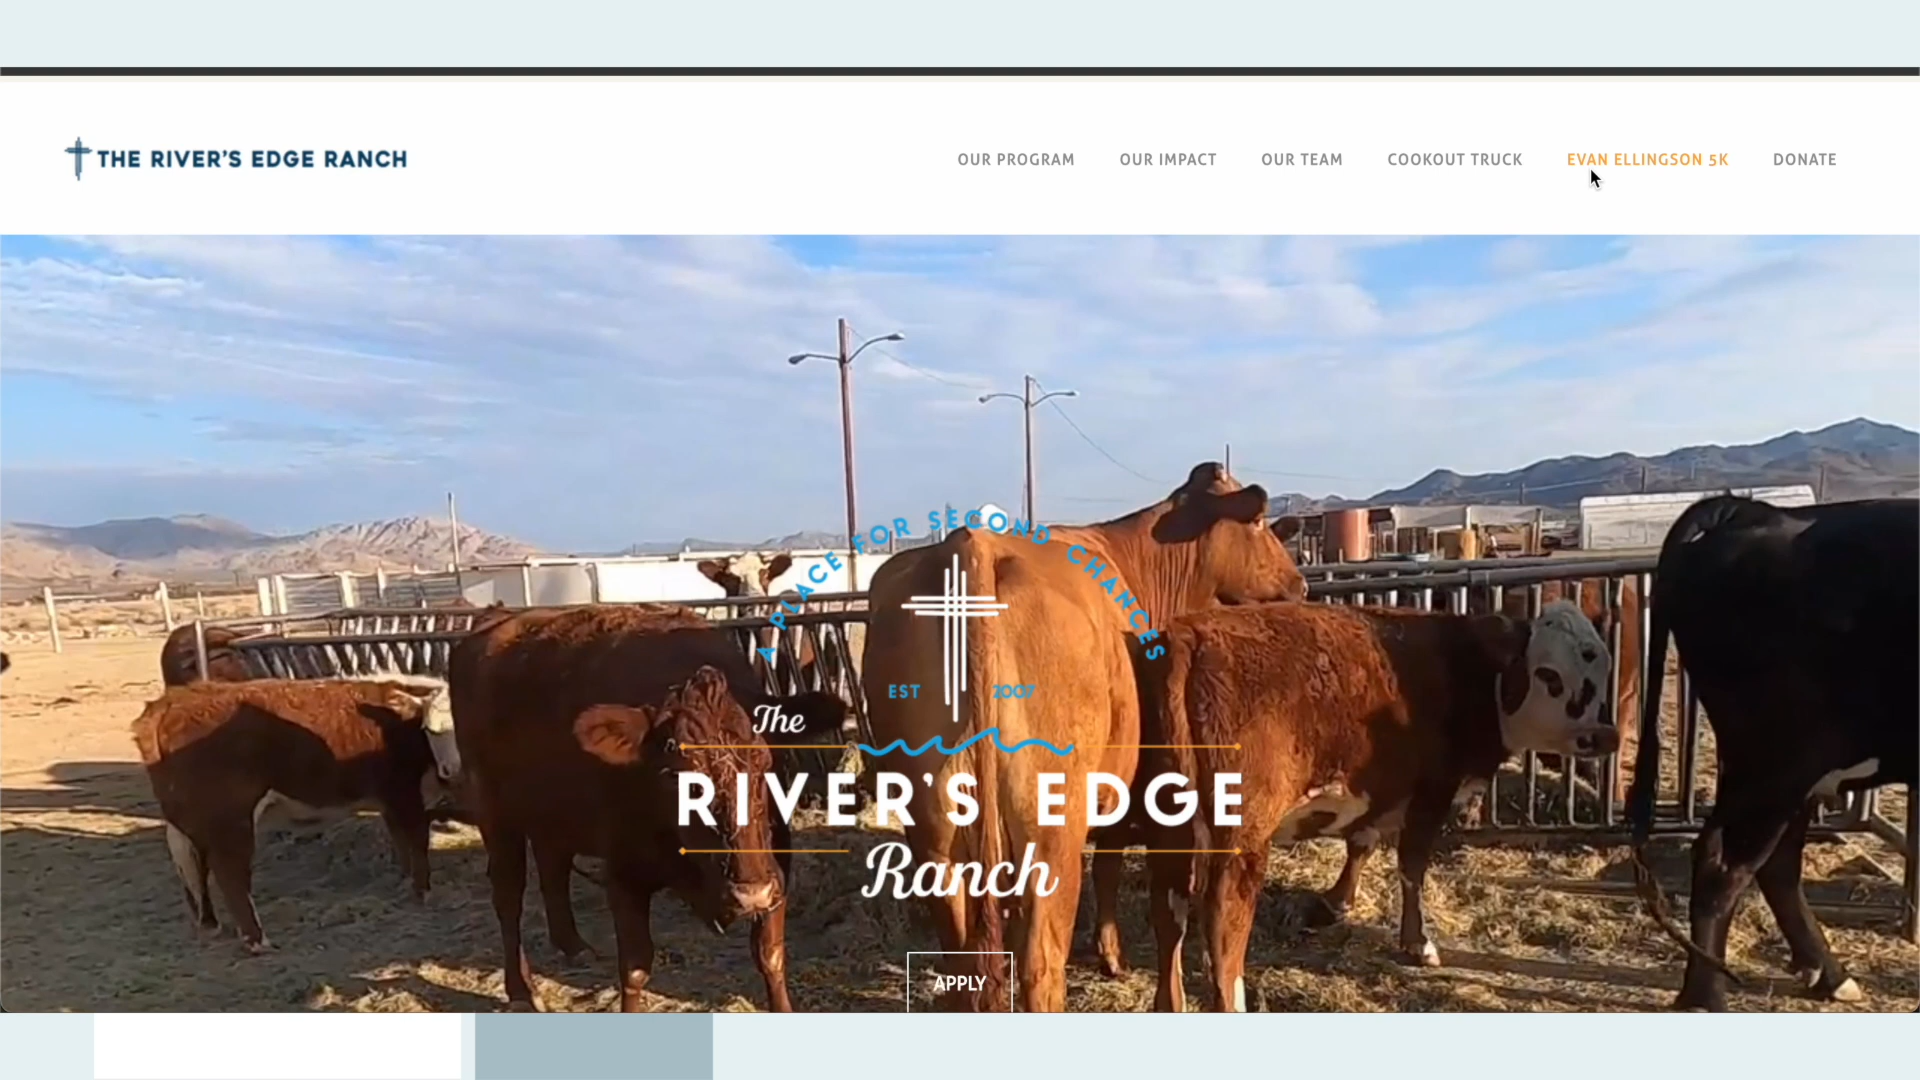 THE RIVER'S EDGE RANCH
OUR PROGRAM
OUR IMPACT
OUR TEAM
COOKOUT TRUCK
EVAN ELLINGSON 5K
DONATE
A PLACE FOR SECOND CHANCES
EST 2007
The
RIVER'S EDGE
Ranch
APPLY